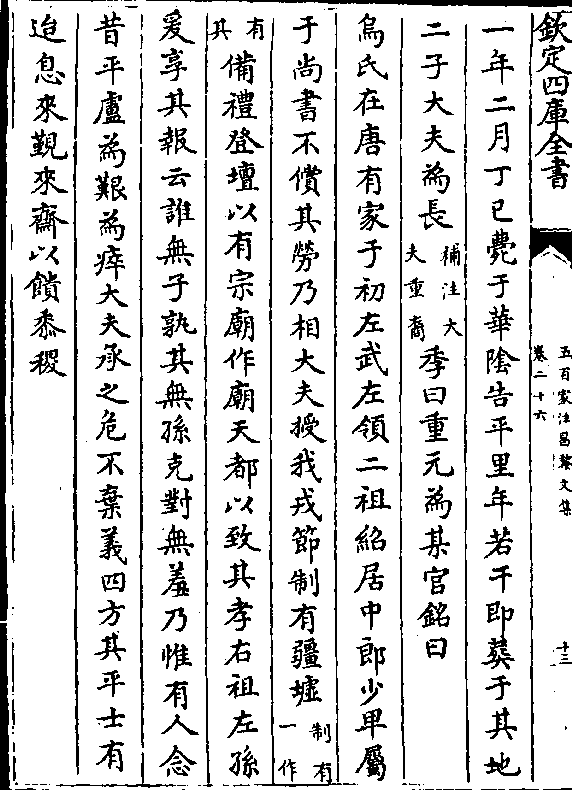 欽定四庫全書
五百家注昌黎文集
卷二十六
十三
一年二月丁巳薨于華陰告平里年若干即葬于其地
二子大夫為長補注大夫重裔季曰重元為某官銘曰
烏氏在唐有家于初左武左領二祖紹居中郎少卑屬
于尚書不償其勞乃相大夫授我戎節制有疆墟制有一作
有其備禮登壇以有宗廟作廟天都以致其孝右祖左孫
爰享其報云誰無子孰其無孫克對無羞乃惟有人念
昔平盧為艱為瘁大夫承之危不棄義四方其平士有
迨息來覲來齋以饋黍稷